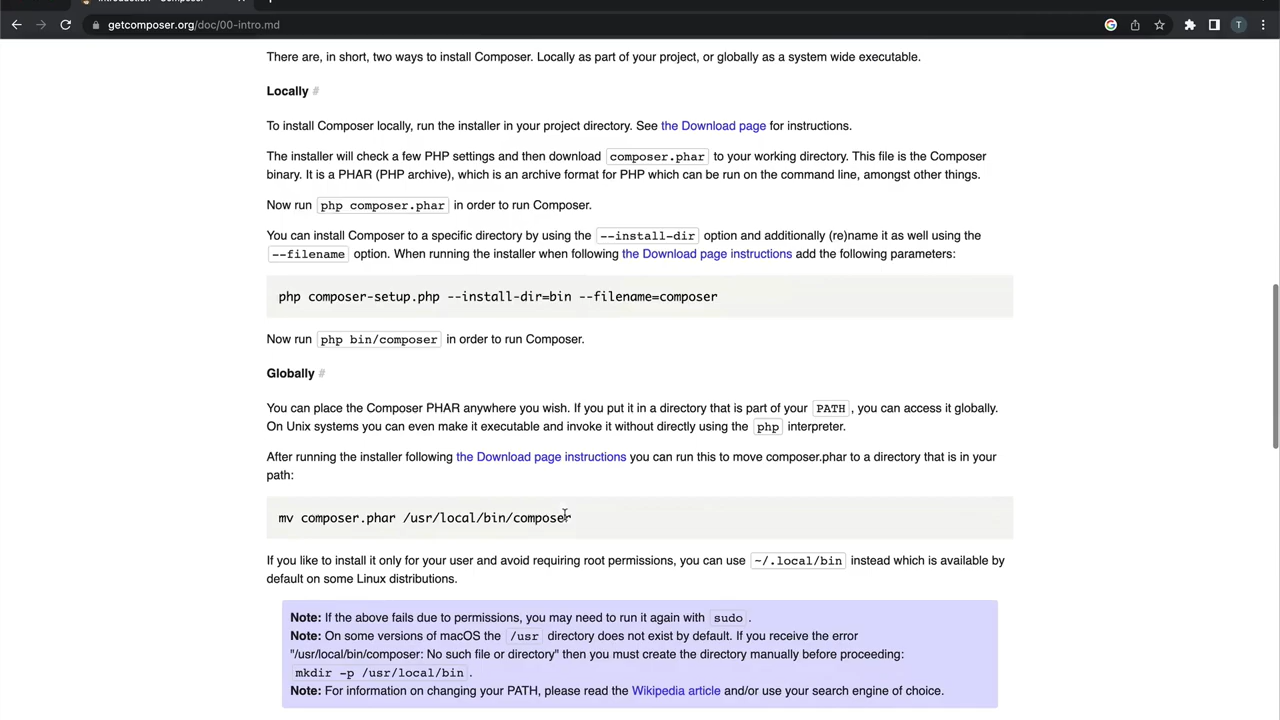 getcomposer.org/doc/00-intro.md
T
There are, in short, two ways to install Composer. Locally as part of your project, or globally as a system wide executable.
Locally #
To install Composer locally, run the installer in your project directory. See the Download page for instructions.
The installer will check a few PHP settings and then download composer.phar to your working directory. This file is the Composer
binary. It is a PHAR (PHP archive), which is an archive format for PHP which can be run on the command line, amongst other things.
Now run php composer.phar in order to run Composer.
You can install Composer to a specific directory by using the --install-dir option and additionally (re)name it as well using the
--filename option. When running the installer when following the Download page instructions add the following parameters:
php composer-setup.php --install-dir=bin --filename=composer
Now run php bin/composer in order to run Composer.
Globally #
You can place the Composer PHAR anywhere you wish. If you put it in a directory that is part of your PATH , you can access it globally.
On Unix systems you can even make it executable and invoke it without directly using the php interpreter.
After running the installer following the Download page instructions you can run this to move composer.phar to a directory that is in your
path:
mv composer.phar /usr/local/bin/composer
If you like to install it only for your user and avoid requiring root permissions, you can use ~/.local/bin instead which is available by
default on some Linux distributions.
Note: If the above fails due to permissions, you may need to run it again with sudo .
Note: On some versions of macOS the /usr directory does not exist by default. If you receive the error
"/usr/local/bin/composer: No such file or directory" then you must create the directory manually before proceeding:
mkdir -p /usr/local/bin .
Note: For information on changing your PATH, please read the Wikipedia article and/or use your search engine of choice.